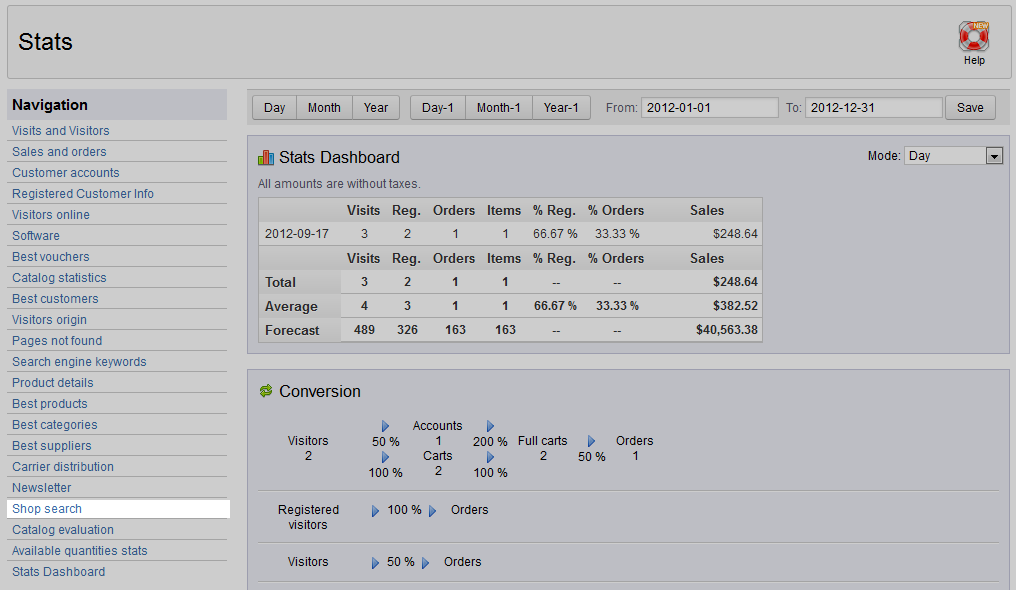 Stats
NEW
Help
Navigation
Visits and Visitors
Sales and orders
Customer accounts
Registered Customer Info
Visitors online
Software
Best vouchers
Catalog statistics
Best customers
Visitors origin
Pages not found
Search engine keywords
Product details
Best products
Best categories
Best suppliers
Carrier distribution
Newsletter
Shop search
Catalog evaluation
Available quantities stats
Stats Dashboard
Day Month Year Day-1 Month-1 Year-1 From: 2012-01-01 To: 2012-12-31 Save
Stats Dashboard Mode: Day
All amounts are without taxes.
Visits Reg. Orders Items % Reg. % Orders Sales
2012-09-17 3 2 1 1 66.67 % 33.33 % $248.64
Visits Reg. Orders Items % Reg. % Orders Sales
Total 3 2 1 1 -- -- $248.64
Average 4 3 1 1 66.67 % 33.33 % $382.52
Forecast 489 326 163 163 -- -- $40,563.38
Conversion
Visitors
2
50 %
100 %
Accounts
1
Carts
2
200 %
100 %
Full carts
2
50 %
Orders
1
Registered
visitors
100 % Orders
Visitors 50 % Orders